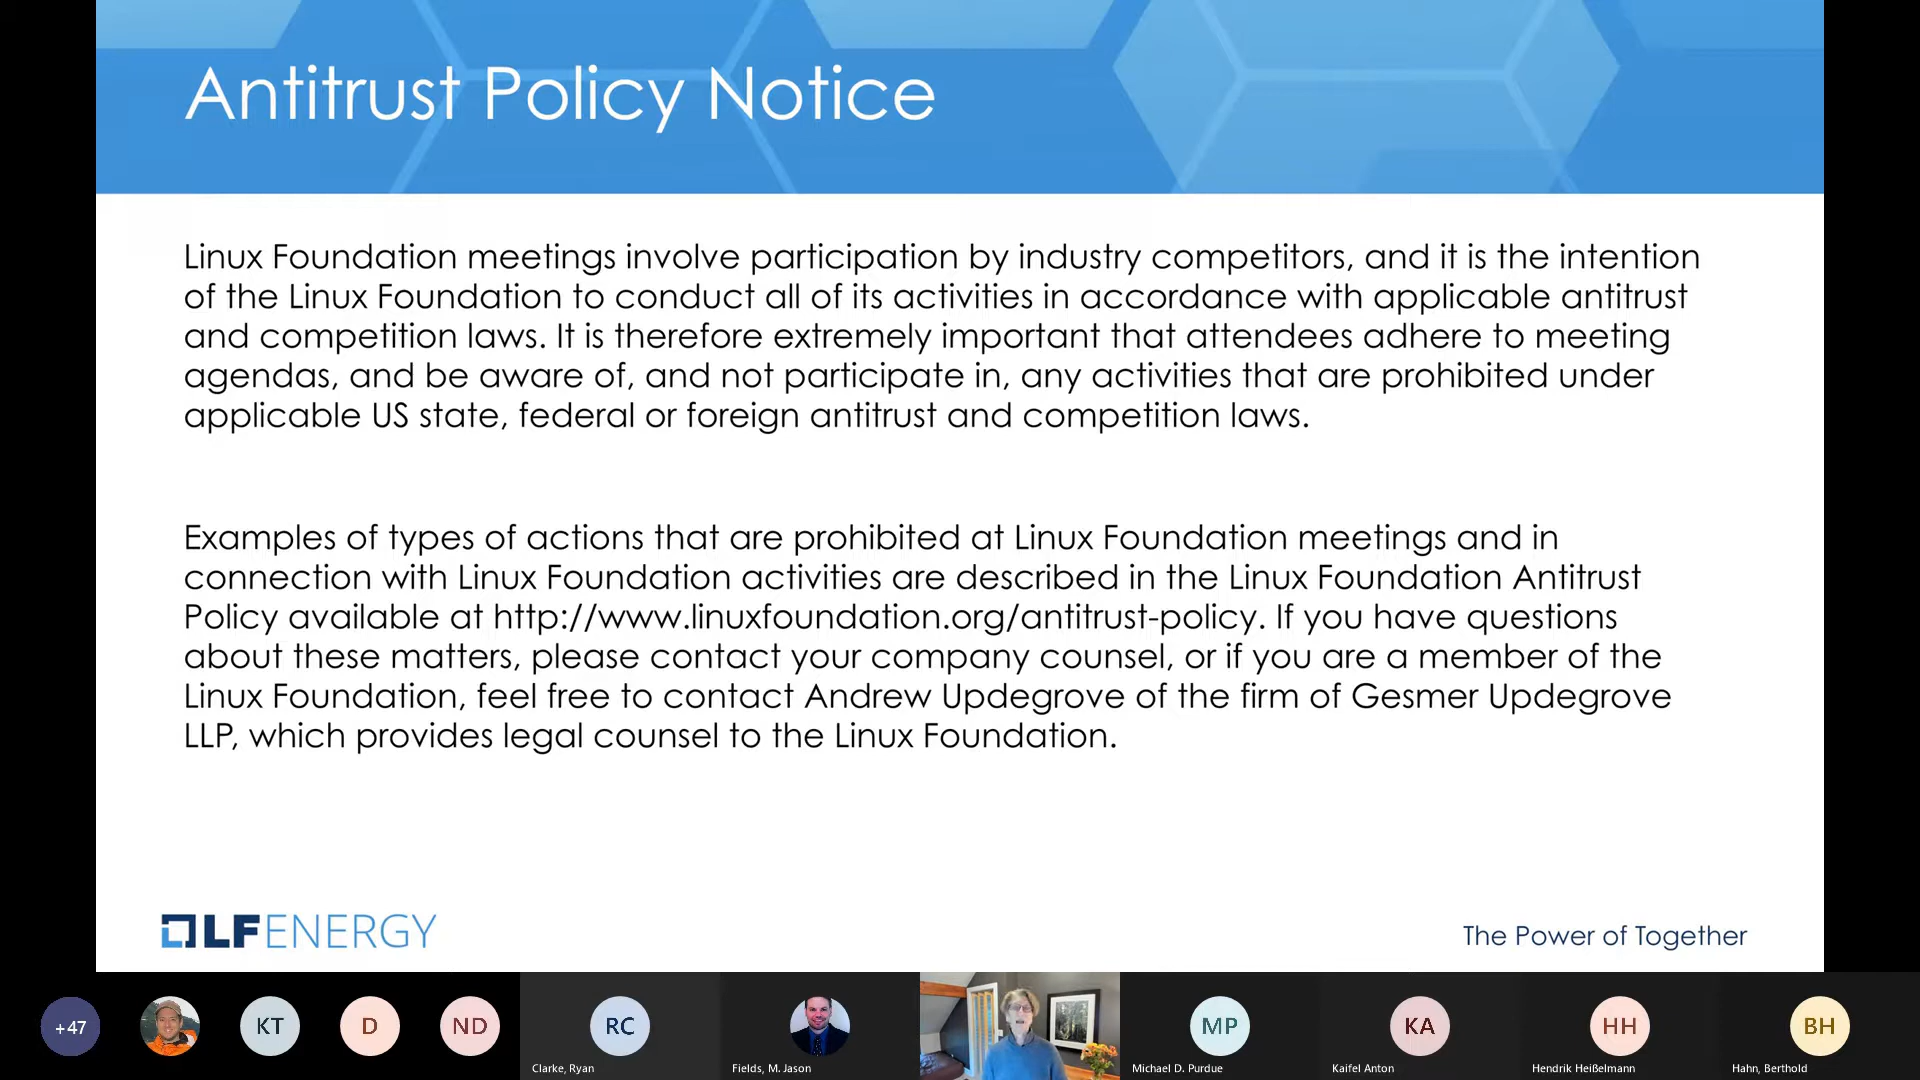 Antitrust Policy Notice
Linux Foundation meetings involve participation by industry competitors, and it is the intention
of the Linux Foundation to conduct all of its activities in accordance with applicable antitrust
and competition laws. It is therefore extremely important that attendees adhere to meeting
agendas, and be aware of, and not participate in, any activities that are prohibited under
applicable US state, federal or foreign antitrust and competition laws.
Examples of types of actions that are prohibited at Linux Foundation meetings and in
connection with Linux Foundation activities are described in the Linux Foundation Antitrust
Policy available at http://www.linuxfoundation.org/antitrust-policy. If you have questions
about these matters, please contact your company counsel, or if you are a member of the
Linux Foundation, feel free to contact Andrew Updegrove of the firm of Gesmer Updegrove
LLP, which provides legal counsel to the Linux Foundation.
LFENERGY
The Power of Together
+47
KT
D
ND
RC
MP
KA
HH
BH
Clarke, Ryan
Fields, M. Jason
Michael D. Purdue
Kaifel Anton
Hendrik Heißelmann
Hahn, Berthold